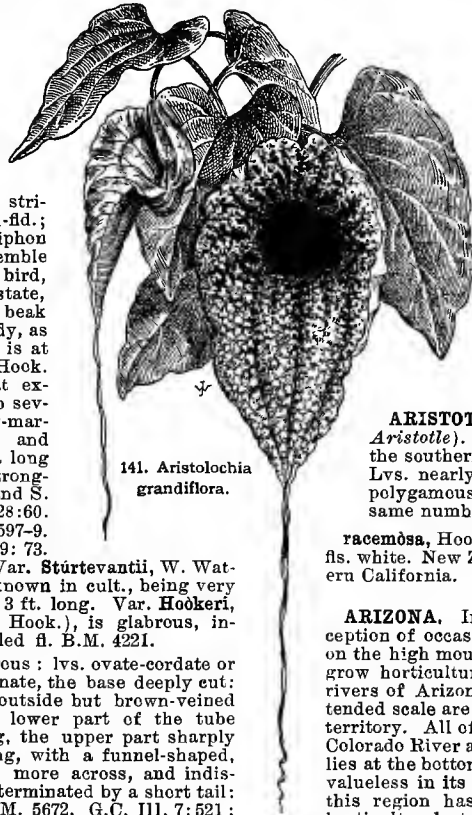 stri-
-fld.;
iphon
emble
bird,
state,
beak
dy, as
is at
Hook.
at ex-
o sev-
y-mar-
and
. long
trong-
nd S.
28:60.
597-9.
9: 73.
141. Aristolochia
grandiflora.
Var. Stúrtevantii, W. Wat-
nown in cult., being very
3 ft. long. Var. Hoòkeri,
Hook.), is glabrous, in-
led fl. B.M. 4221.
ous : lvs. ovate-cordate or
nate, the base deeply cut:
outside but brown-veined
lower part of the tube
g, the upper part sharply
ng, with a funnel-shaped,
more across, and indis-
terminated by a short tail:
M. 5672. G.C. III. 7:521 :
ARISTOT
Aristotle).
the southern
Lvs. nearly
polygamous
same numb
racemòsa, Hoo
fls. white. New Z
ern California.
ARIZONA. In
ception of occas
on the high mou
grow horticultur
rivers of Arizon
tended scale are
territory. All of
Colorado River a
lies at the bottom
valueless in its
this region has